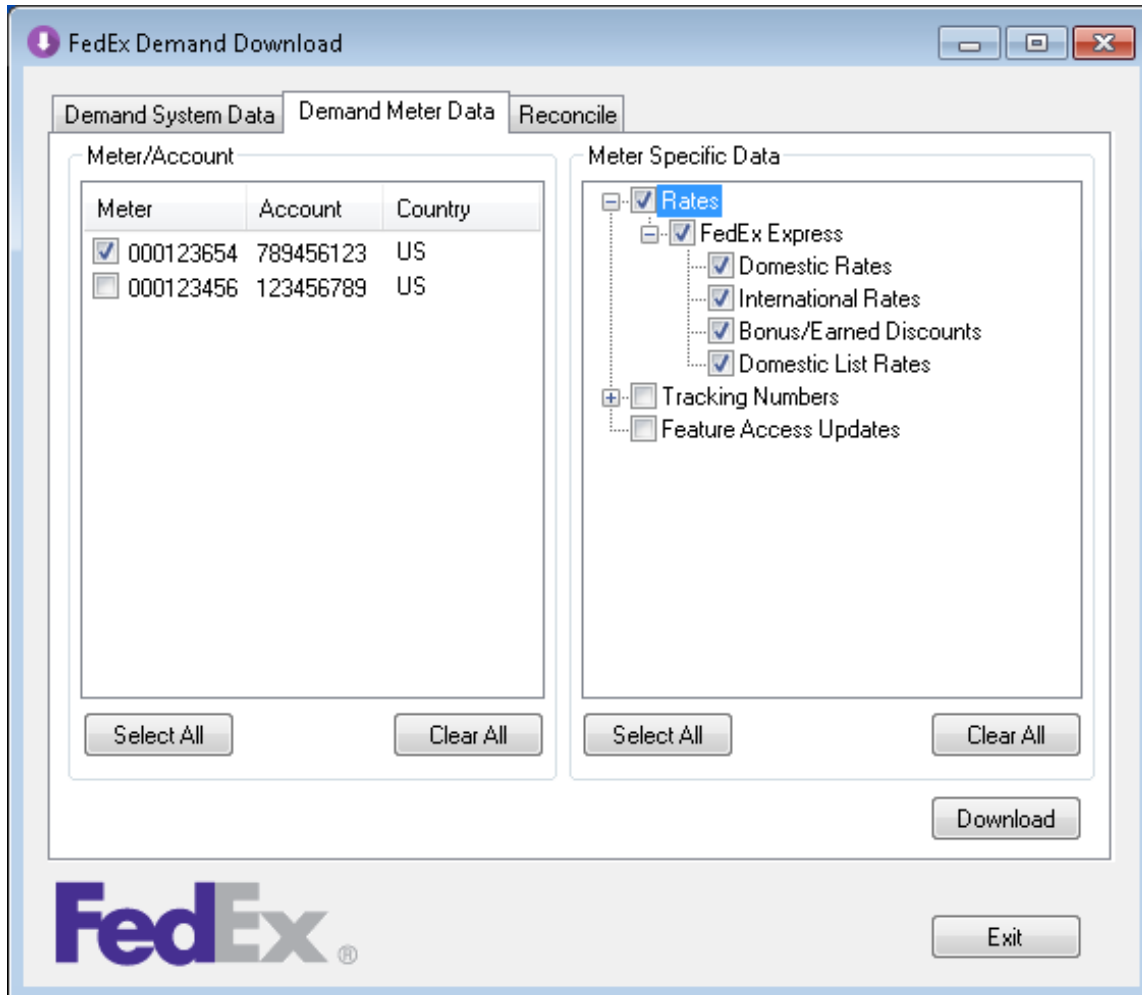 FedEx Demand Download
Demand System Data Demand Meter Data Reconcile
Meter/Account
Meter Account Country
000123654 789456123 US
000123456 123456789 US
Select All Clear All
Meter Specific Data
Rates
FedEx Express
Domestic Rates
International Rates
Bonus/Earned Discounts
Domestic List Rates
Tracking Numbers
Feature Access Updates
Select All Clear All
Download
FedEx ®
Exit